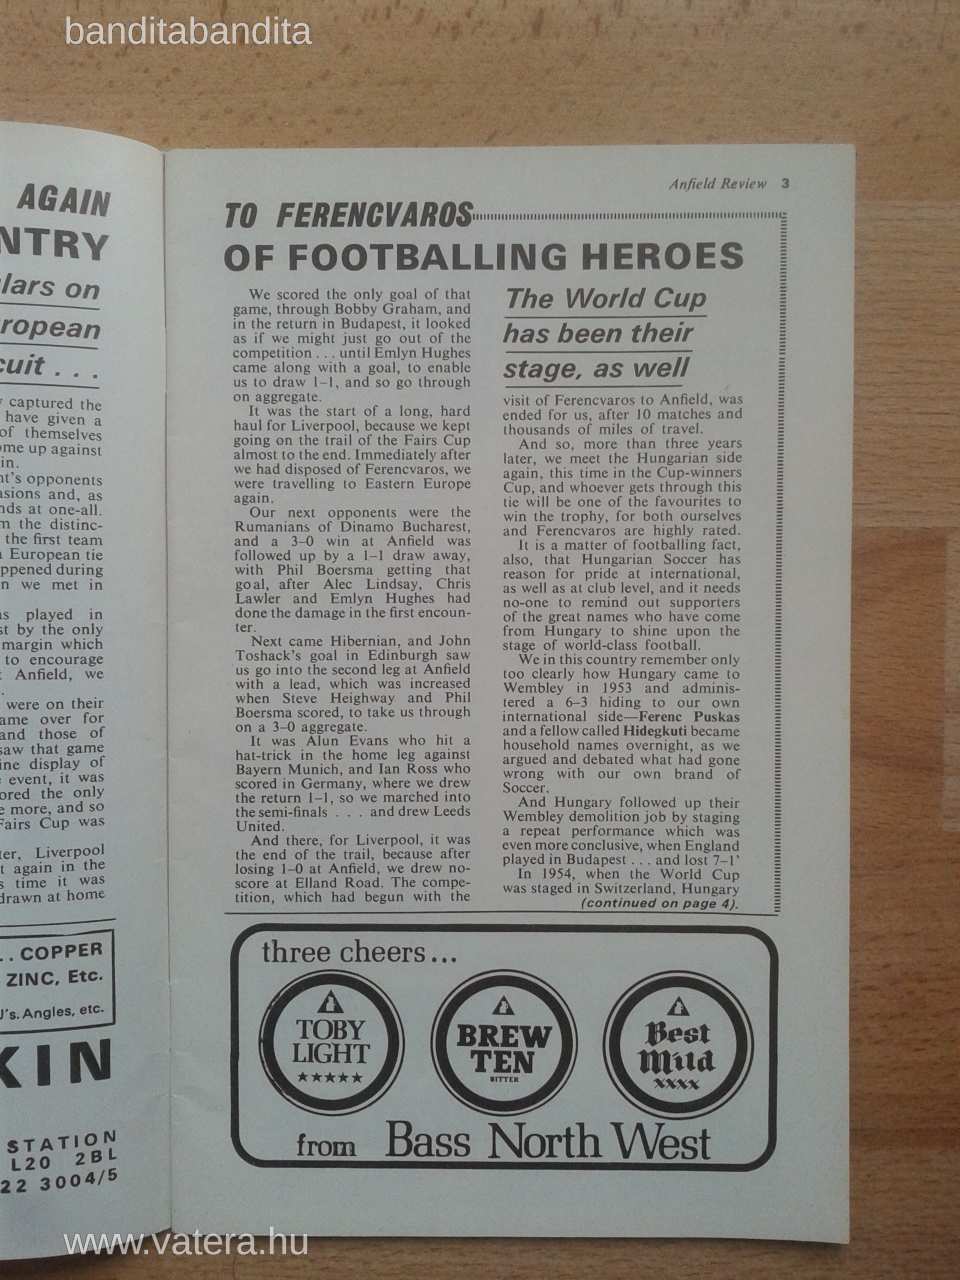 banditabandita
AGAIN
NTRY
lars on
ropean
cuit . . .
captured the
have given a
of themselves
ome up against
in.
nt's opponents
asions and, as
nds at one-all.
m the distinc-
the first team
a European tie
ppened during
n we met in
as played in
st by the only
margin which
to encourage
Anfield, we
were on their
ame over for
and those of
saw that game
ine display of
event, it was
ored the only
e more, and so
Fairs Cup was
ter, Liverpool
t again in the
s time it was
drawn at home
. . COPPER
ZINC, Etc.
J's. Angles, etc.
KIN
STATION
L20 2BL
22 3004/5
Anfield Review 3
TO FERENCVAROS
OF FOOTBALLING HEROES
We scored the only goal of that
game, through Bobby Graham, and
in the return in Budapest, it looked
as if we might just go out of the
competition . . . until Emlyn Hughes
came along with a goal, to enable
us to draw 1–1, and so go through
on aggregate.
It was the start of a long, hard
haul for Liverpool, because we kept
going on the trail of the Fairs Cup
almost to the end. Immediately after
we had disposed of Ferencvaros, we
were travelling to Eastern Europe
again.
Our next opponents were the
Rumanians of Dinamo Bucharest,
and a 3–0 win at Anfield was
followed up by a 1–1 draw away,
with Phil Boersma getting that
goal, after Alec Lindsay, Chris
Lawler and Emlyn Hughes had
done the damage in the first encoun-
ter.
Next came Hibernian, and John
Toshack's goal in Edinburgh saw
us go into the second leg at Anfield
with a lead, which was increased
when Steve Heighway and Phil
Boersma scored, to take us through
on a 3–0 aggregate.
It was Alun Evans who hit a
hat-trick in the home leg against
Bayern Munich, and Ian Ross who
scored in Germany, where we drew
the return 1–1, so we marched into
the semi-finals . . . and drew Leeds
United.
And there, for Liverpool, it was
the end of the trail, because after
losing 1–0 at Anfield, we drew no-
score at Elland Road. The compe-
tition, which had begun with the
The World Cup
has been their
stage, as well
visit of Ferencvaros to Anfield, was
ended for us, after 10 matches and
thousands of miles of travel.
And so, more than three years
later, we meet the Hungarian side
again, this time in the Cup-winners
Cup, and whoever gets through this
tie will be one of the favourites to
win the trophy, for both ourselves
and Ferencvaros are highly rated.
It is a matter of footballing fact,
also, that Hungarian Soccer has
reason for pride at international,
as well as at club level, and it needs
no-one to remind out supporters
of the great names who have come
from Hungary to shine upon the
stage of world-class football.
We in this country remember only
too clearly how Hungary came to
Wembley in 1953 and adminis-
tered a 6–3 hiding to our own
international side—Ferenc Puskas
and a fellow called Hidegkuti became
household names overnight, as we
argued and debated what had gone
wrong with our own brand of
Soccer.
And Hungary followed up their
Wembley demolition job by staging
a repeat performance which was
even more conclusive, when England
played in Budapest . . . and lost 7–1'
In 1954, when the World Cup
was staged in Switzerland, Hungary
(continued on page 4).
three cheers...
TOBY
LIGHT
BREW
TEN
BITTER
Best
Mild
xxxx
from Bass North West
www.vatera.hu